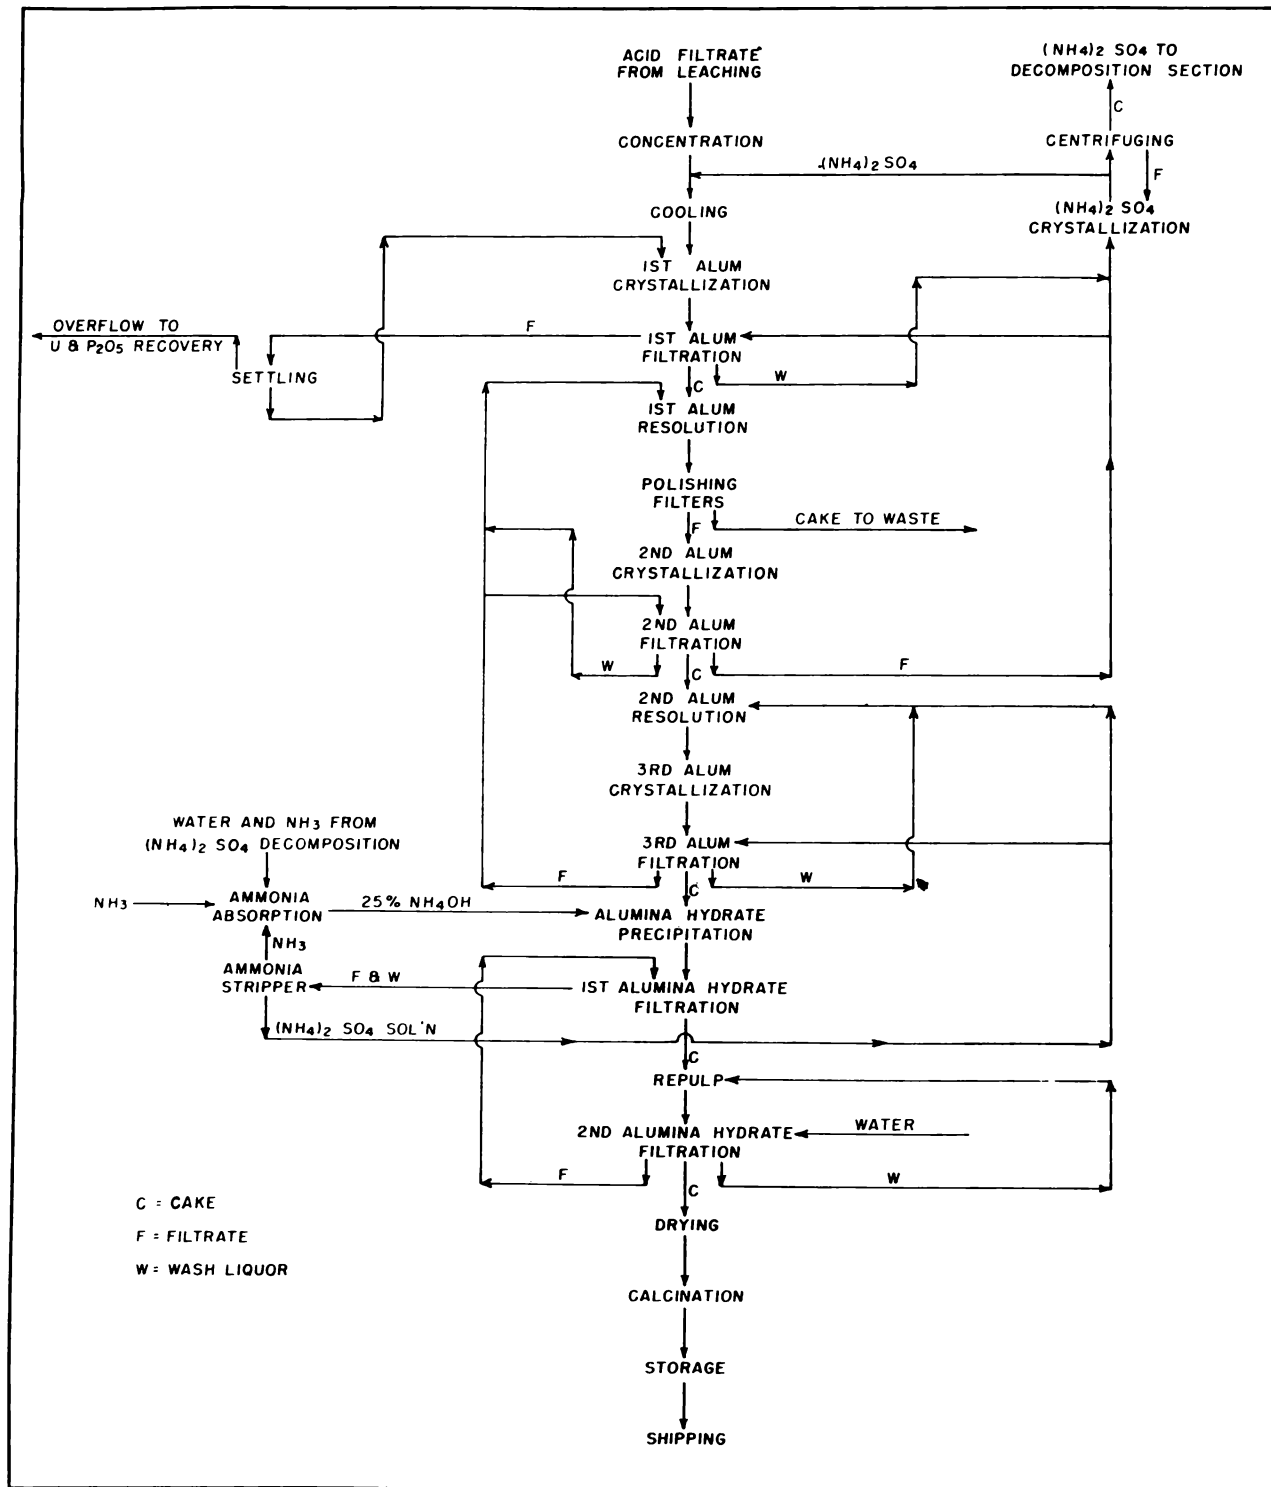 ACID FILTRATE
FROM LEACHING
(NH4)2 SO4 TO
DECOMPOSITION SECTION
C
CONCENTRATION
CENTRIFUGING
(NH4)2 SO4
F
COOLING
(NH4)2 SO4
CRYSTALLIZATION
1ST ALUM
CRYSTALLIZATION
OVERFLOW TO
U & P2O5 RECOVERY
F
1ST ALUM
FILTRATION
SETTLING
W
C
1ST ALUM
RESOLUTION
POLISHING
FILTERS
CAKE TO WASTE
F
2ND ALUM
CRYSTALLIZATION
2ND ALUM
FILTRATION
W
C
F
2ND ALUM
RESOLUTION
3RD ALUM
CRYSTALLIZATION
WATER AND NH3 FROM
(NH4)2 SO4 DECOMPOSITION
3RD ALUM
FILTRATION
F
C
W
NH3
AMMONIA
ABSORPTION
25% NH4OH
ALUMINA HYDRATE
PRECIPITATION
NH3
AMMONIA
STRIPPER
F & W
1ST ALUMINA HYDRATE
FILTRATION
(NH4)2 SO4 SOL'N
C
REPULP
2ND ALUMINA HYDRATE
FILTRATION
WATER
F
C
W
C = CAKE
F = FILTRATE
W = WASH LIQUOR
DRYING
CALCINATION
STORAGE
SHIPPING